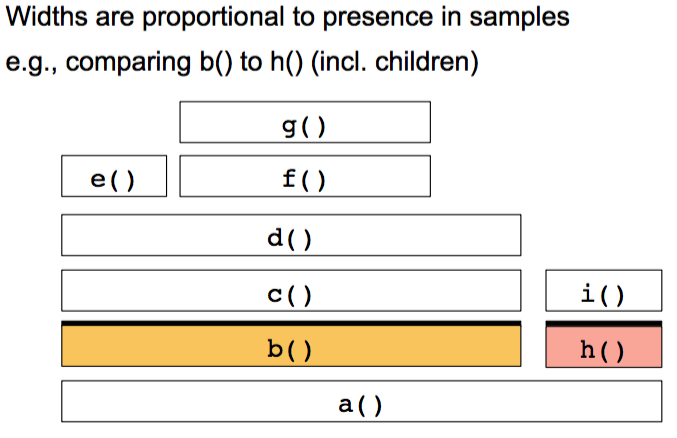 Widths are proportional to presence in samples
e.g., comparing b() to h() (incl. children)
g()
e() f()
d()
c() i()
b() h()
a()